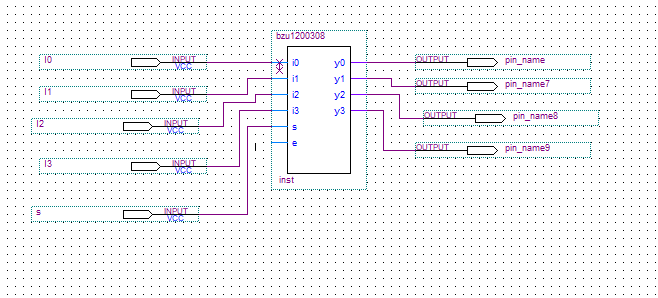 bzu1200308
I0 INPUT VCC
i0 y0
OUTPUT pin_name
i1 y1
OUTPUT pin_name7
I1 INPUT VCC
i2 y2
i3 y3
OUTPUT pin_name8
I2 INPUT VCC
s
e
OUTPUT pin_name9
I3 INPUT VCC
inst
s INPUT VCC